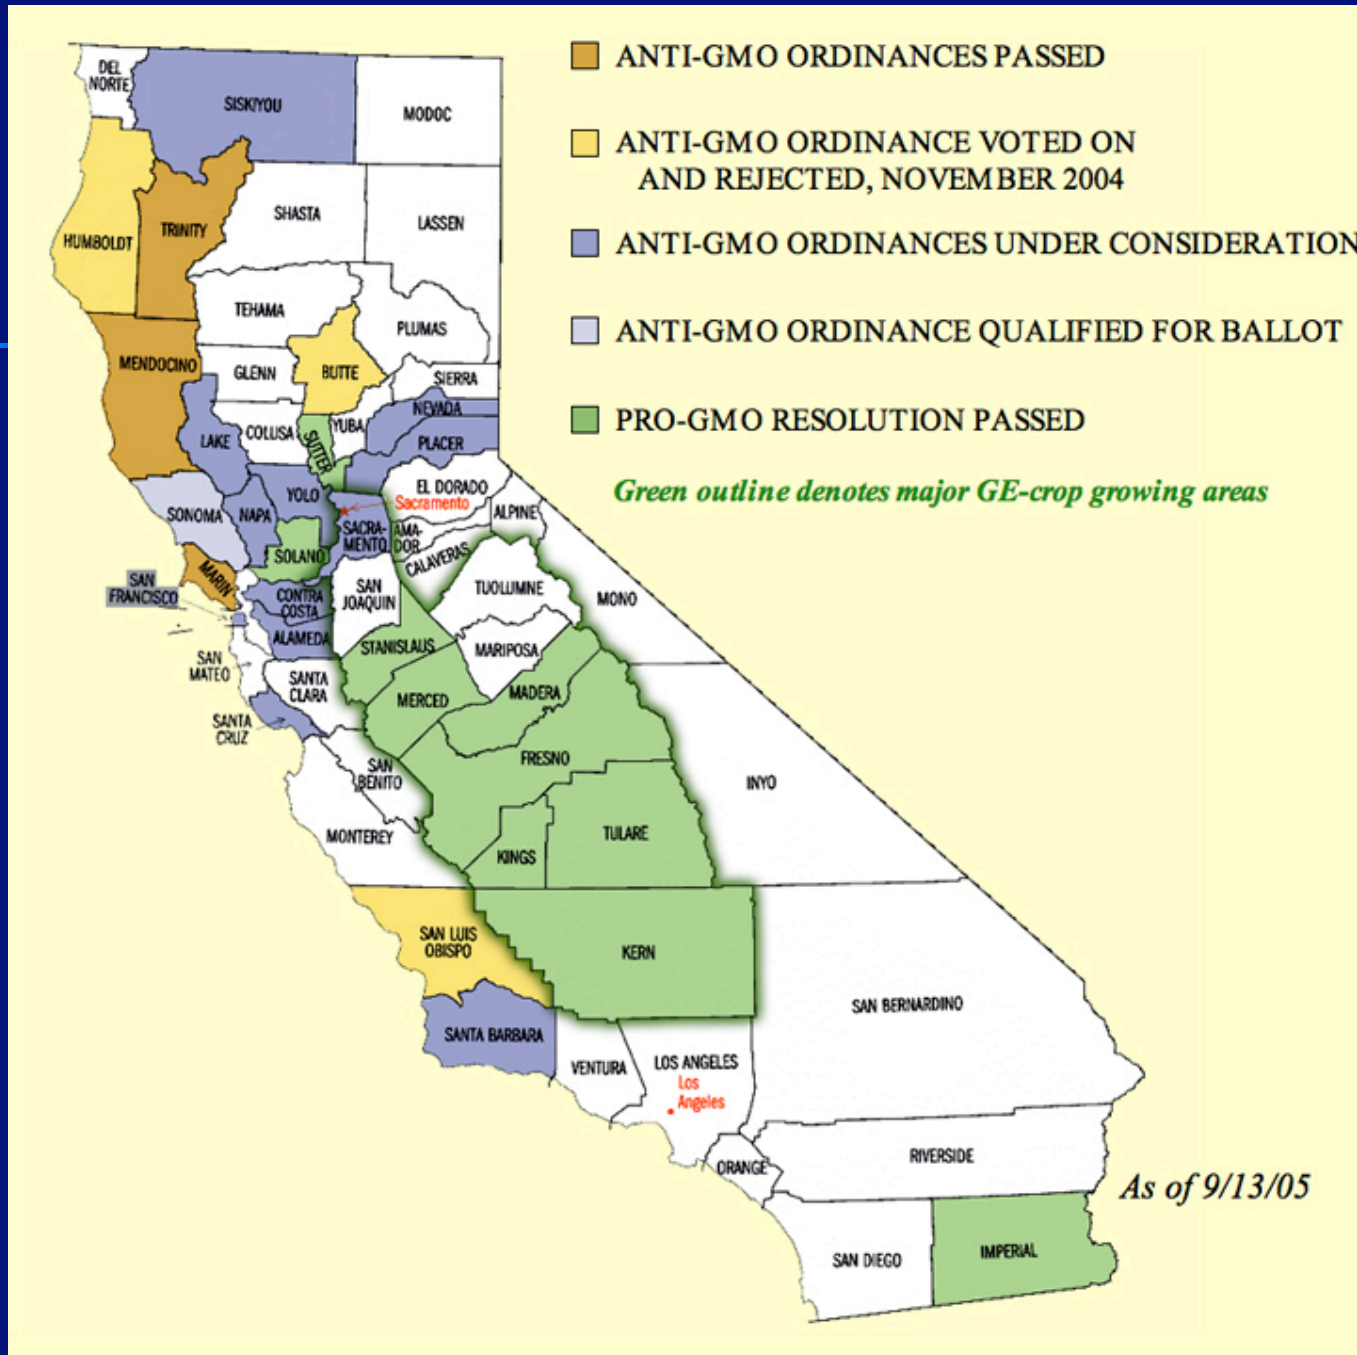 ANTI-GMO ORDINANCES PASSED
ANTI-GMO ORDINANCE VOTED ON
AND REJECTED, NOVEMBER 2004
ANTI-GMO ORDINANCES UNDER CONSIDERATION
ANTI-GMO ORDINANCE QUALIFIED FOR BALLOT
PRO-GMO RESOLUTION PASSED
Green outline denotes major GE-crop growing areas
DEL
NORTE
SISKIYOU
MODOC
HUMBOLDT
TRINITY
SHASTA
LASSEN
TEHAMA
PLUMAS
MENDOCINO
GLENN
BUTTE
SIERRA
NEVADA
COLUSA
SUTTER
YUBA
LAKE
PLACER
YOLO
EL DORADO
Sacramento
SONOMA
NAPA
SACRA-
MENTO
AMA-
DOR
ALPINE
SOLANO
CALAVERAS
MARIN
SAN
FRANCISCO
CONTRA
COSTA
SAN
JOAQUIN
TUOLUMNE
MONO
ALAMEDA
STANISLAUS
MARIPOSA
SAN
MATEO
SANTA
CLARA
MERCED
MADERA
SANTA
CRUZ
SAN
BENITO
FRESNO
INYO
MONTEREY
KINGS
TULARE
SAN LUIS
OBISPO
KERN
SAN BERNARDINO
SANTA BARBARA
VENTURA
LOS ANGELES
Los
Angeles
ORANGE
RIVERSIDE
As of 9/13/05
SAN DIEGO
IMPERIAL